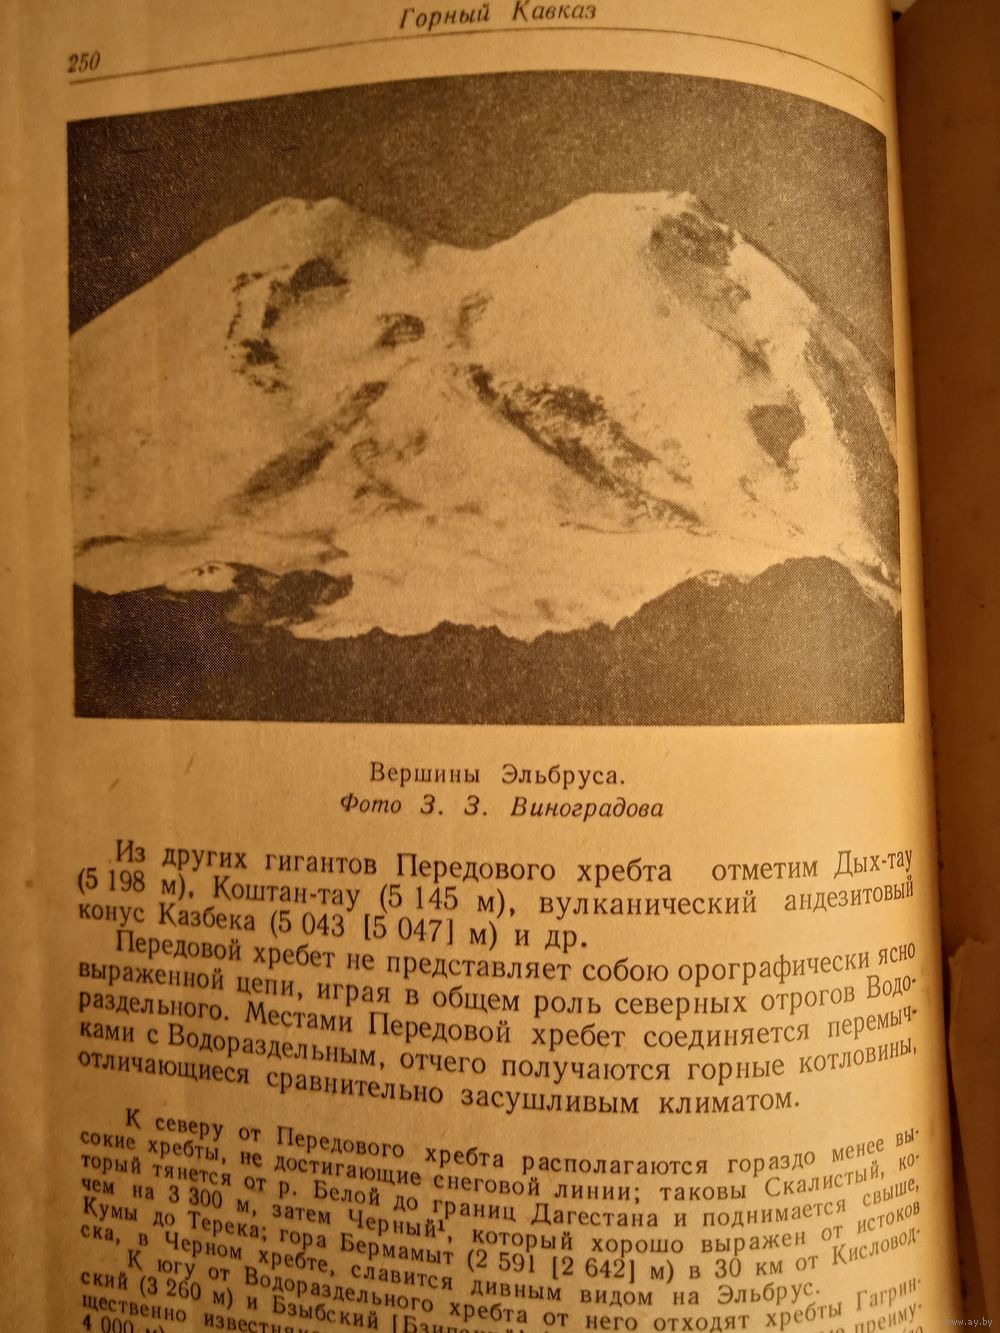 Горный Кавказ
250
Вершины Эльбруса.
Фото З. З. Виноградова
Из других гигантов Передового хребта отметим Дых-тау
(5 198 м), Коштан-тау (5 145 м), вулканический андезитовый
конус Казбека (5 043 [5 047] м) и др.
Передовой хребет не представляет собою орографически ясно
выраженной цепи, играя в общем роль северных отрогов Водо-
раздельного. Местами Передовой хребет соединяется перемыч-
ками с Водораздельным, отчего получаются горные котловины,
отличающиеся сравнительно засушливым климатом.
К северу от Передового хребта располагаются гораздо менее вы-
сокие хребты, не достигающие снеговой линии; таковы Скалистый, ко-
торый тянется от р. Белой до границ Дагестана и поднимается свыше,
чем на 3 300 м, затем Черный¹, который хорошо выражен от истоков
Кумы до Терека; гора Бермамыт (2 591 [2 642] м) в 30 км от Кисловод-
ска, в Черном хребте, славится дивным видом на Эльбрус.
К югу от Водораздельного хребта от него отходят хребты Гагрин-
ский (3 260 м) и Бзыбский
щественно
4 000
www.ay.by